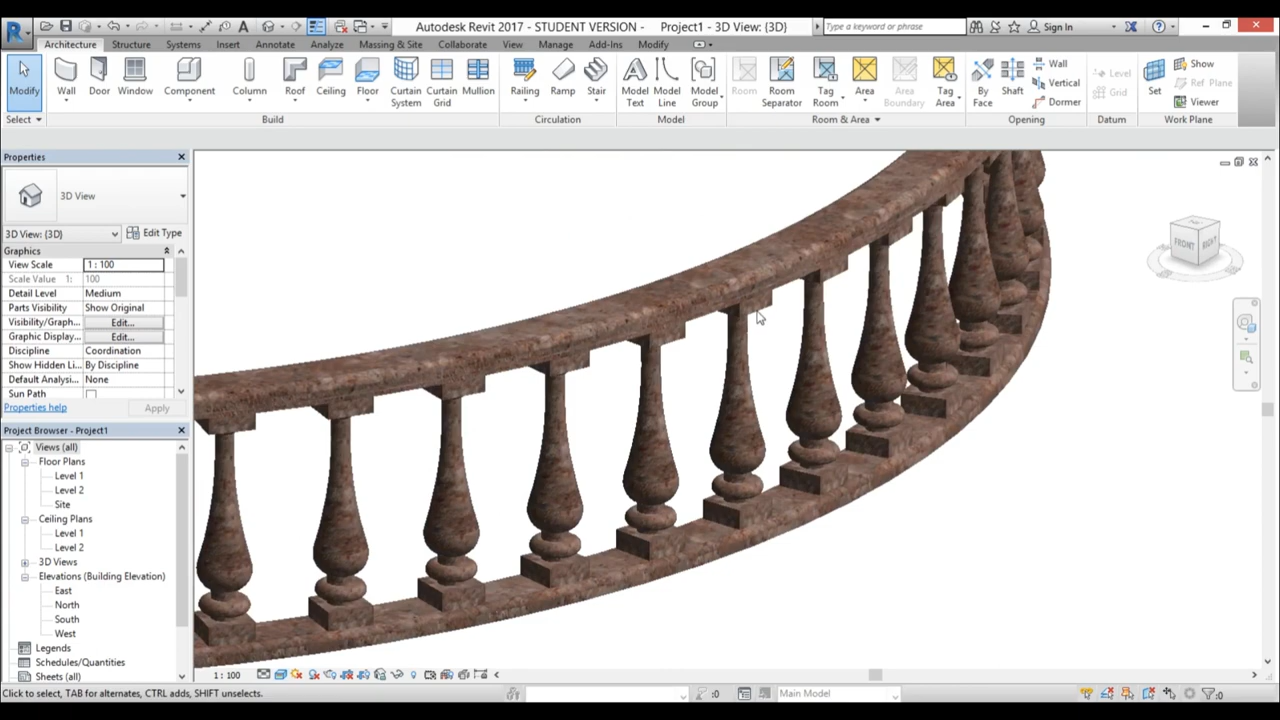 Autodesk Revit 2017 - STUDENT VERSION - Project1 - 3D View: {3D}
Type a keyword or phrase
Sign In
Architecture Structure Systems Insert Annotate Analyze Massing & Site Collaborate View Manage Add-Ins Modify
Modify Wall Door Window Component Column Roof Ceiling Floor Curtain System Curtain Grid Mullion Railing Ramp Stair Model Text Model Line Model Group Room Room Separator Tag Room Area Area Boundary Tag Area By Face Shaft Wall Vertical Dormer Level Grid Set Show Ref Plane Viewer
Select Build Circulation Model Room & Area Opening Datum Work Plane
Properties
3D View
3D View: {3D} Edit Type
Graphics
View Scale 1 : 100
Scale Value 1: 100
Detail Level Medium
Parts Visibility Show Original
Visibility/Graph... Edit...
Graphic Display... Edit...
Discipline Coordination
Show Hidden Li... By Discipline
Default Analysi... None
Sun Path
Properties help Apply
Project Browser - Project1
Views (all)
Floor Plans
Level 1
Level 2
Site
Ceiling Plans
Level 1
Level 2
3D Views
Elevations (Building Elevation)
East
North
South
West
Legends
Schedules/Quantities
Sheets (all)
FRONT RIGHT
1 : 100
Click to select, TAB for alternates, CTRL adds, SHIFT unselects.
:0 Main Model :0